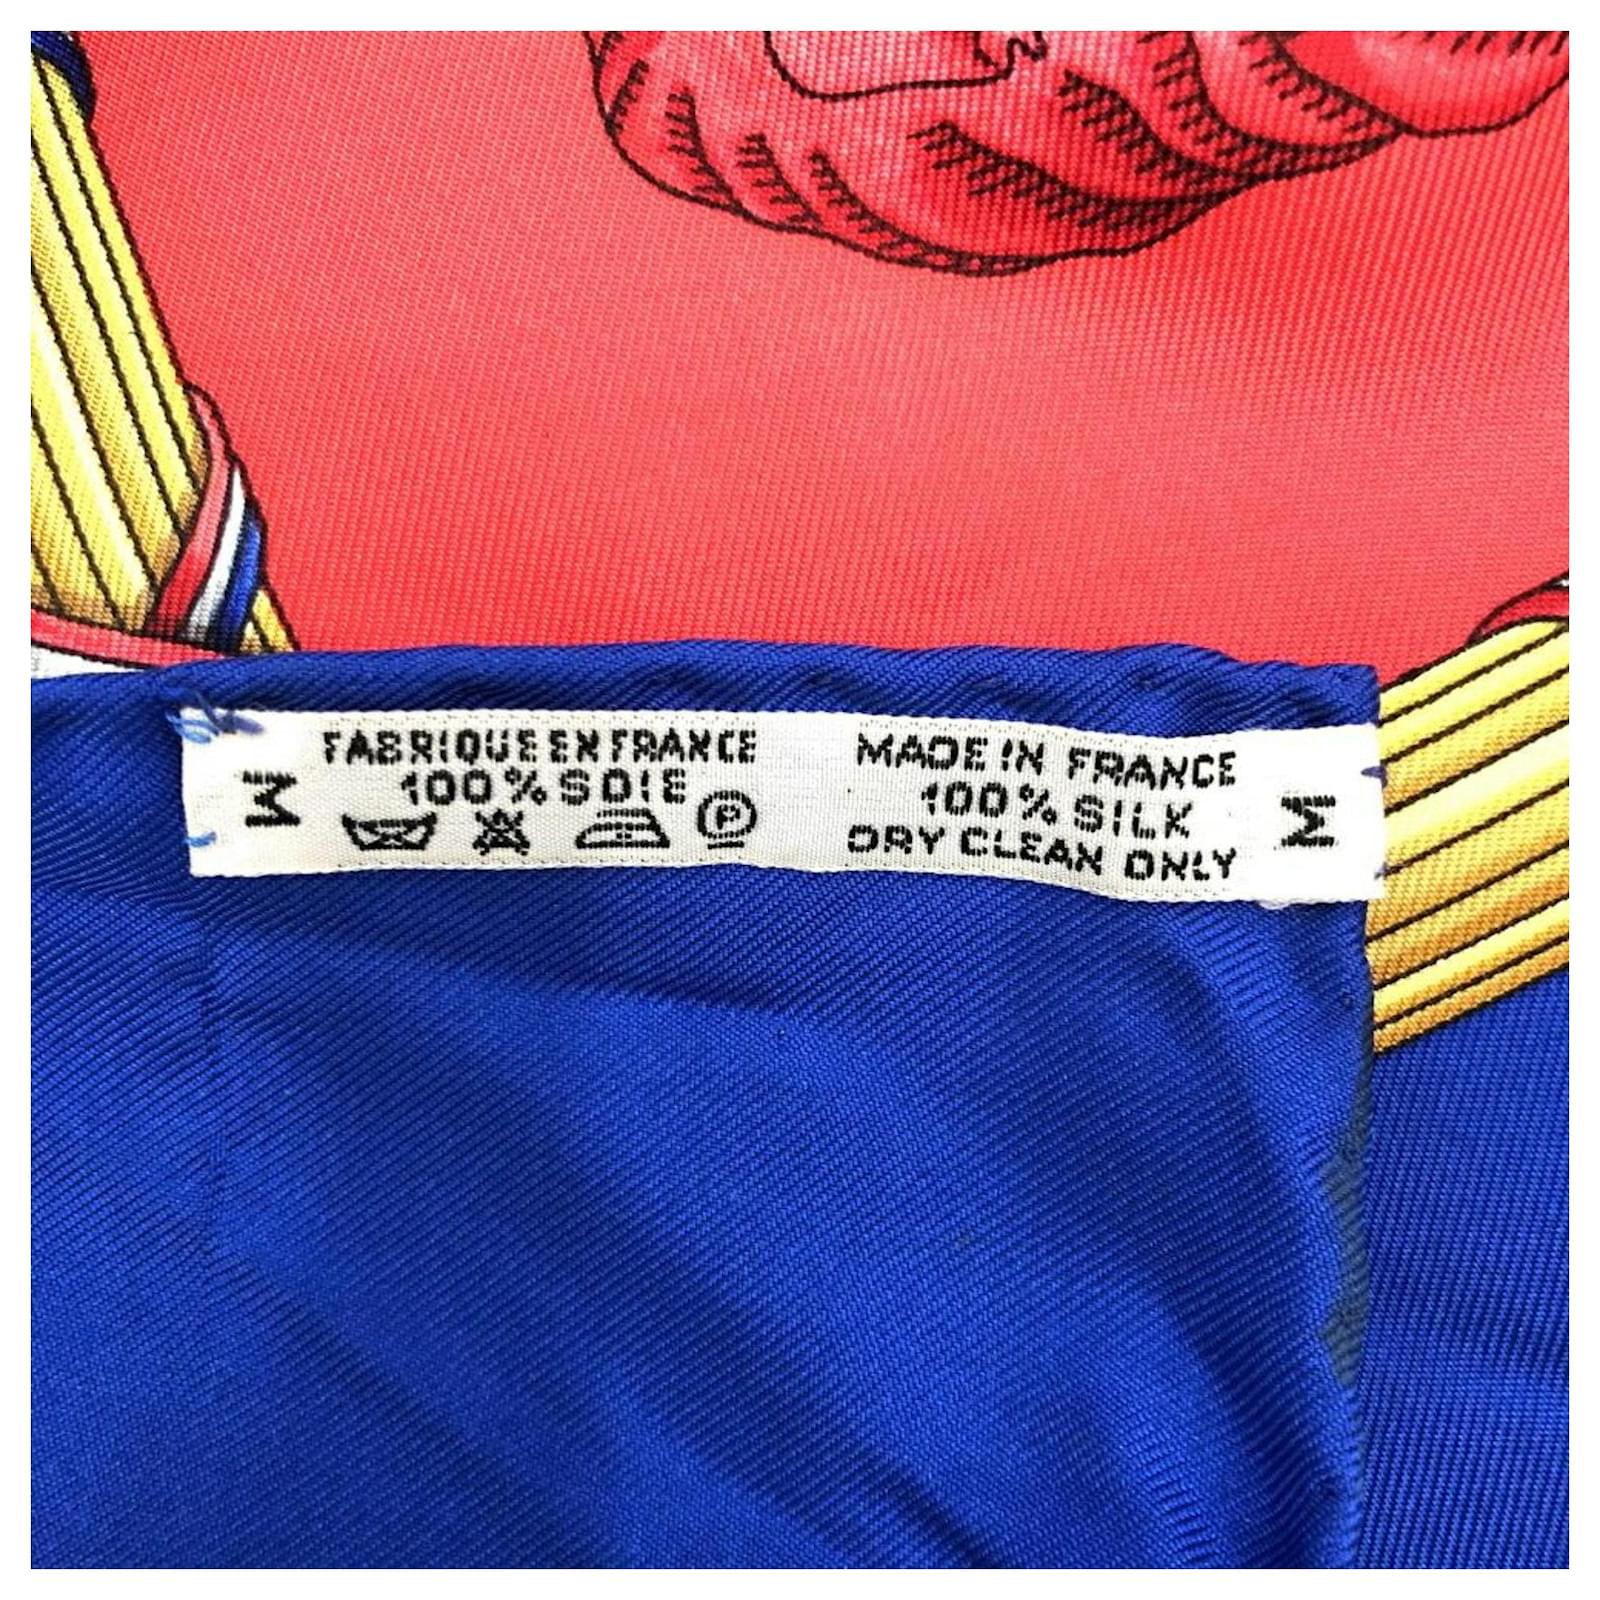 M
FABRIQUE EN FRANCE
100% SOIE
P
MADE IN FRANCE
100% SILK
DRY CLEAN ONLY
M